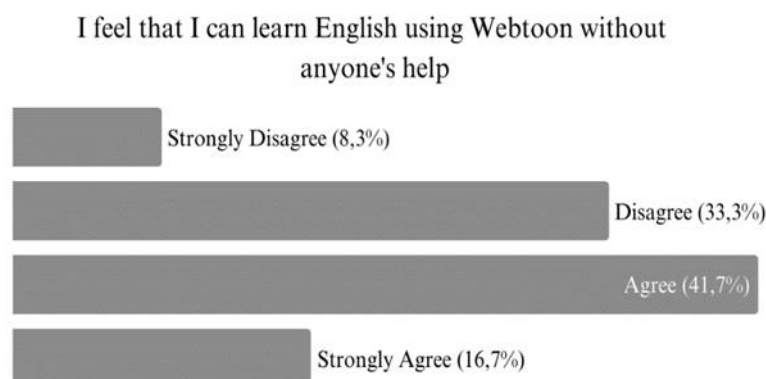 I feel that I can learn English using Webtoon without
anyone's help
Strongly Disagree (8,3%)
Disagree (33,3%)
Agree (41,7%)
Strongly Agree (16,7%)